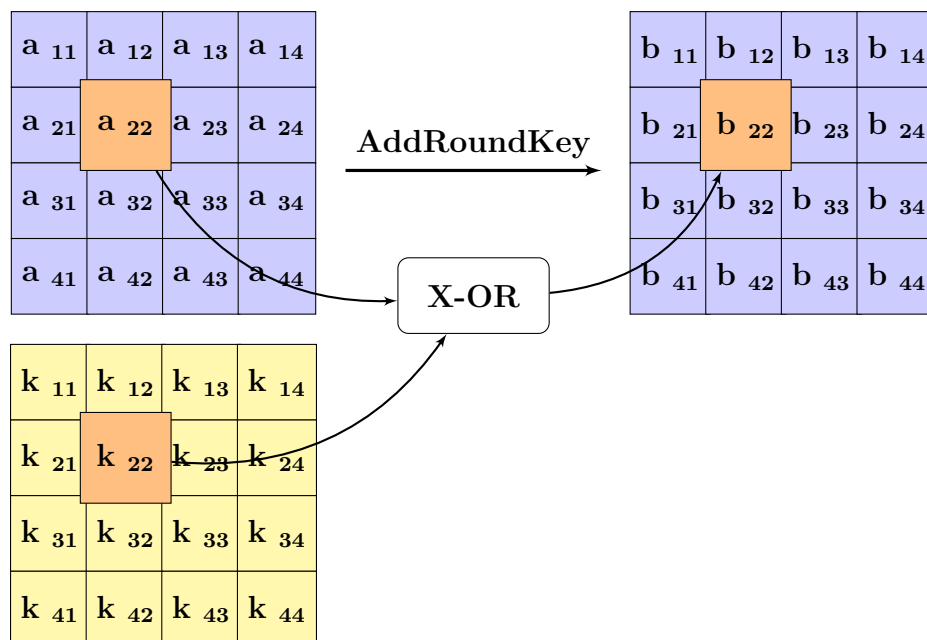 a 11 a 12 a 13 a 14
a 21 a 22 a 23 a 24
a 31 a 32 a 33 a 34
a 41 a 42 a 43 a 44
AddRoundKey
X-OR
b 11 b 12 b 13 b 14
b 21 b 22 b 23 b 24
b 31 b 32 b 33 b 34
b 41 b 42 b 43 b 44
k 11 k 12 k 13 k 14
k 21 k 22 k 23 k 24
k 31 k 32 k 33 k 34
k 41 k 42 k 43 k 44